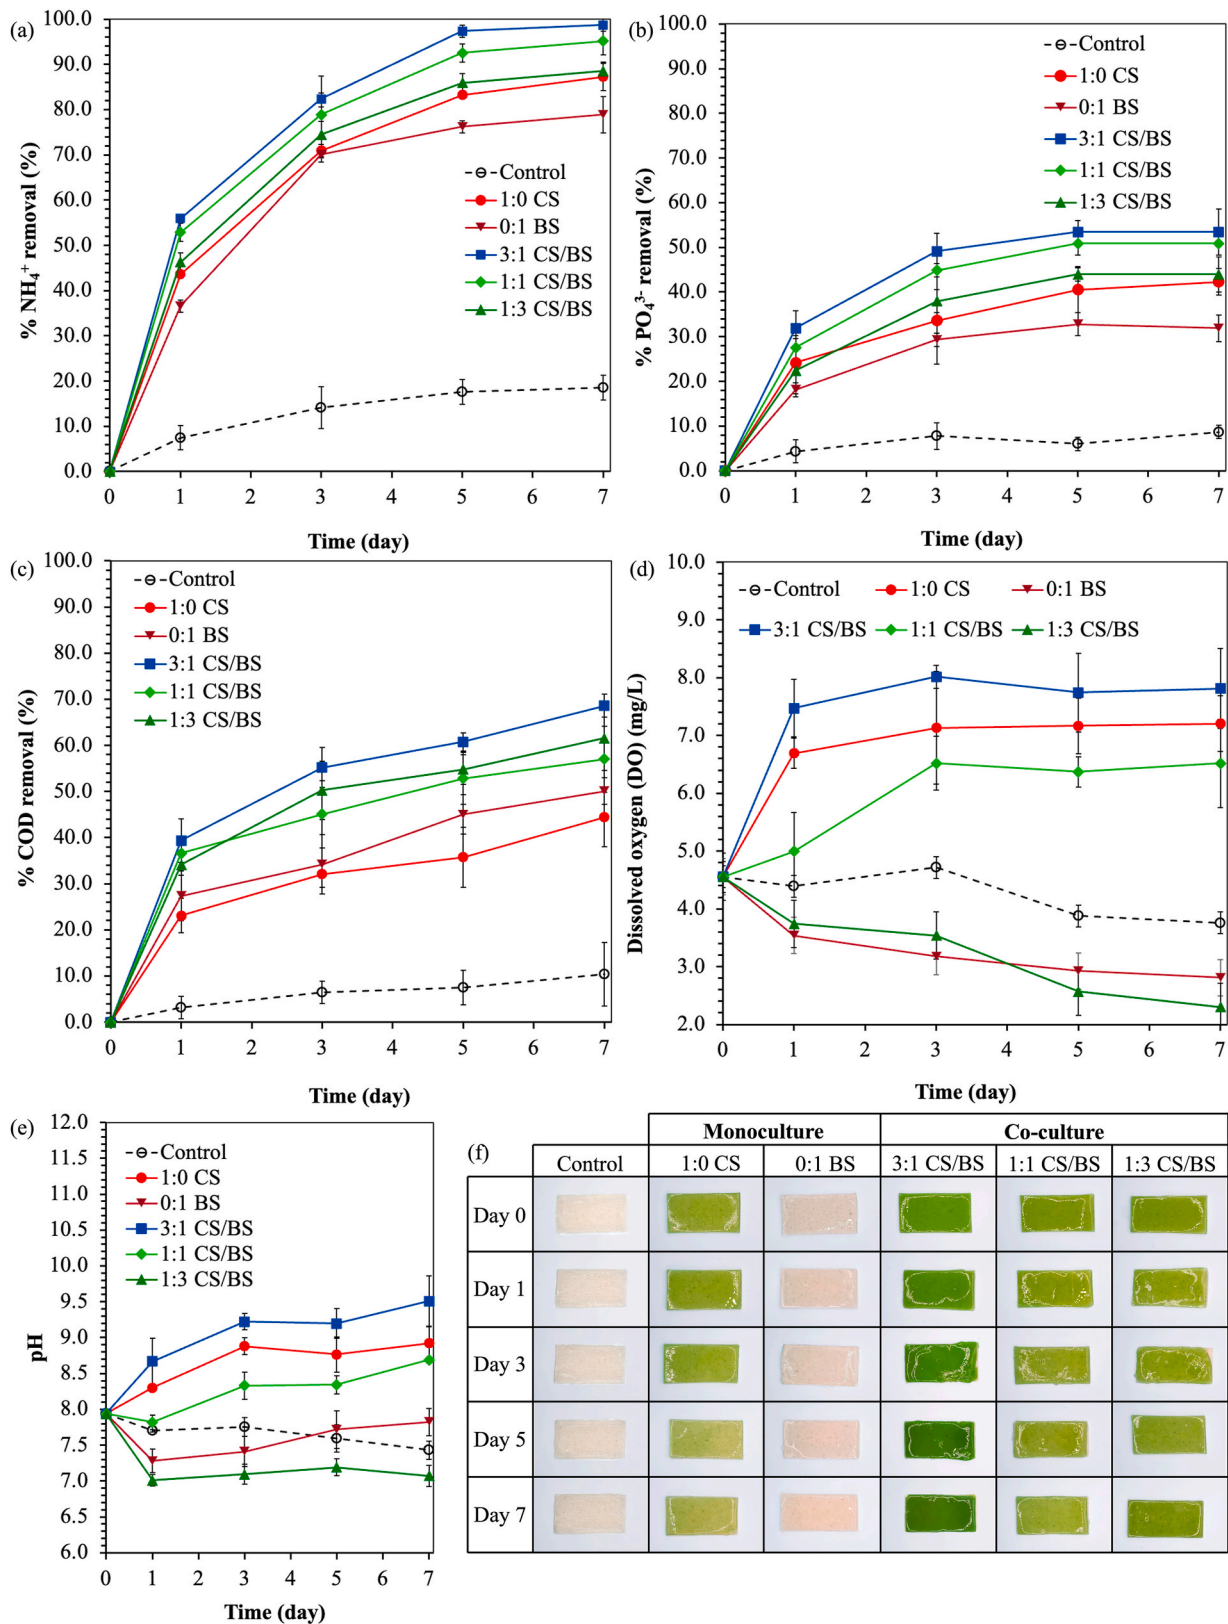 (a)
100.0
90.0
80.0
70.0
60.0
50.0
40.0
30.0
20.0
10.0
0.0
% NH₄⁺ removal (%)
Control
1:0 CS
0:1 BS
3:1 CS/BS
1:1 CS/BS
1:3 CS/BS
0 1 2 3 4 5 6 7
Time (day)
(b)
100.0
90.0
80.0
70.0
60.0
50.0
40.0
30.0
20.0
10.0
0.0
% PO₄³⁻ removal (%)
Control
1:0 CS
0:1 BS
3:1 CS/BS
1:1 CS/BS
1:3 CS/BS
0 1 2 3 4 5 6 7
Time (day)
(c)
100.0
90.0
80.0
70.0
60.0
50.0
40.0
30.0
20.0
10.0
0.0
% COD removal (%)
Control
1:0 CS
0:1 BS
3:1 CS/BS
1:1 CS/BS
1:3 CS/BS
0 1 2 3 4 5 6 7
Time (day)
(d)
10.0
9.0
8.0
7.0
6.0
5.0
4.0
3.0
2.0
Dissolved oxygen (DO) (mg/L)
Control 1:0 CS 0:1 BS
3:1 CS/BS 1:1 CS/BS 1:3 CS/BS
0 1 2 3 4 5 6 7
Time (day)
(e)
12.0
11.5
11.0
10.5
10.0
9.5
9.0
8.5
8.0
7.5
7.0
6.5
6.0
pH
Control
1:0 CS
0:1 BS
3:1 CS/BS
1:1 CS/BS
1:3 CS/BS
0 1 2 3 4 5 6 7
Time (day)
(f)
Monoculture Co-culture
Control 1:0 CS 0:1 BS 3:1 CS/BS 1:1 CS/BS 1:3 CS/BS
Day 0
Day 1
Day 3
Day 5
Day 7